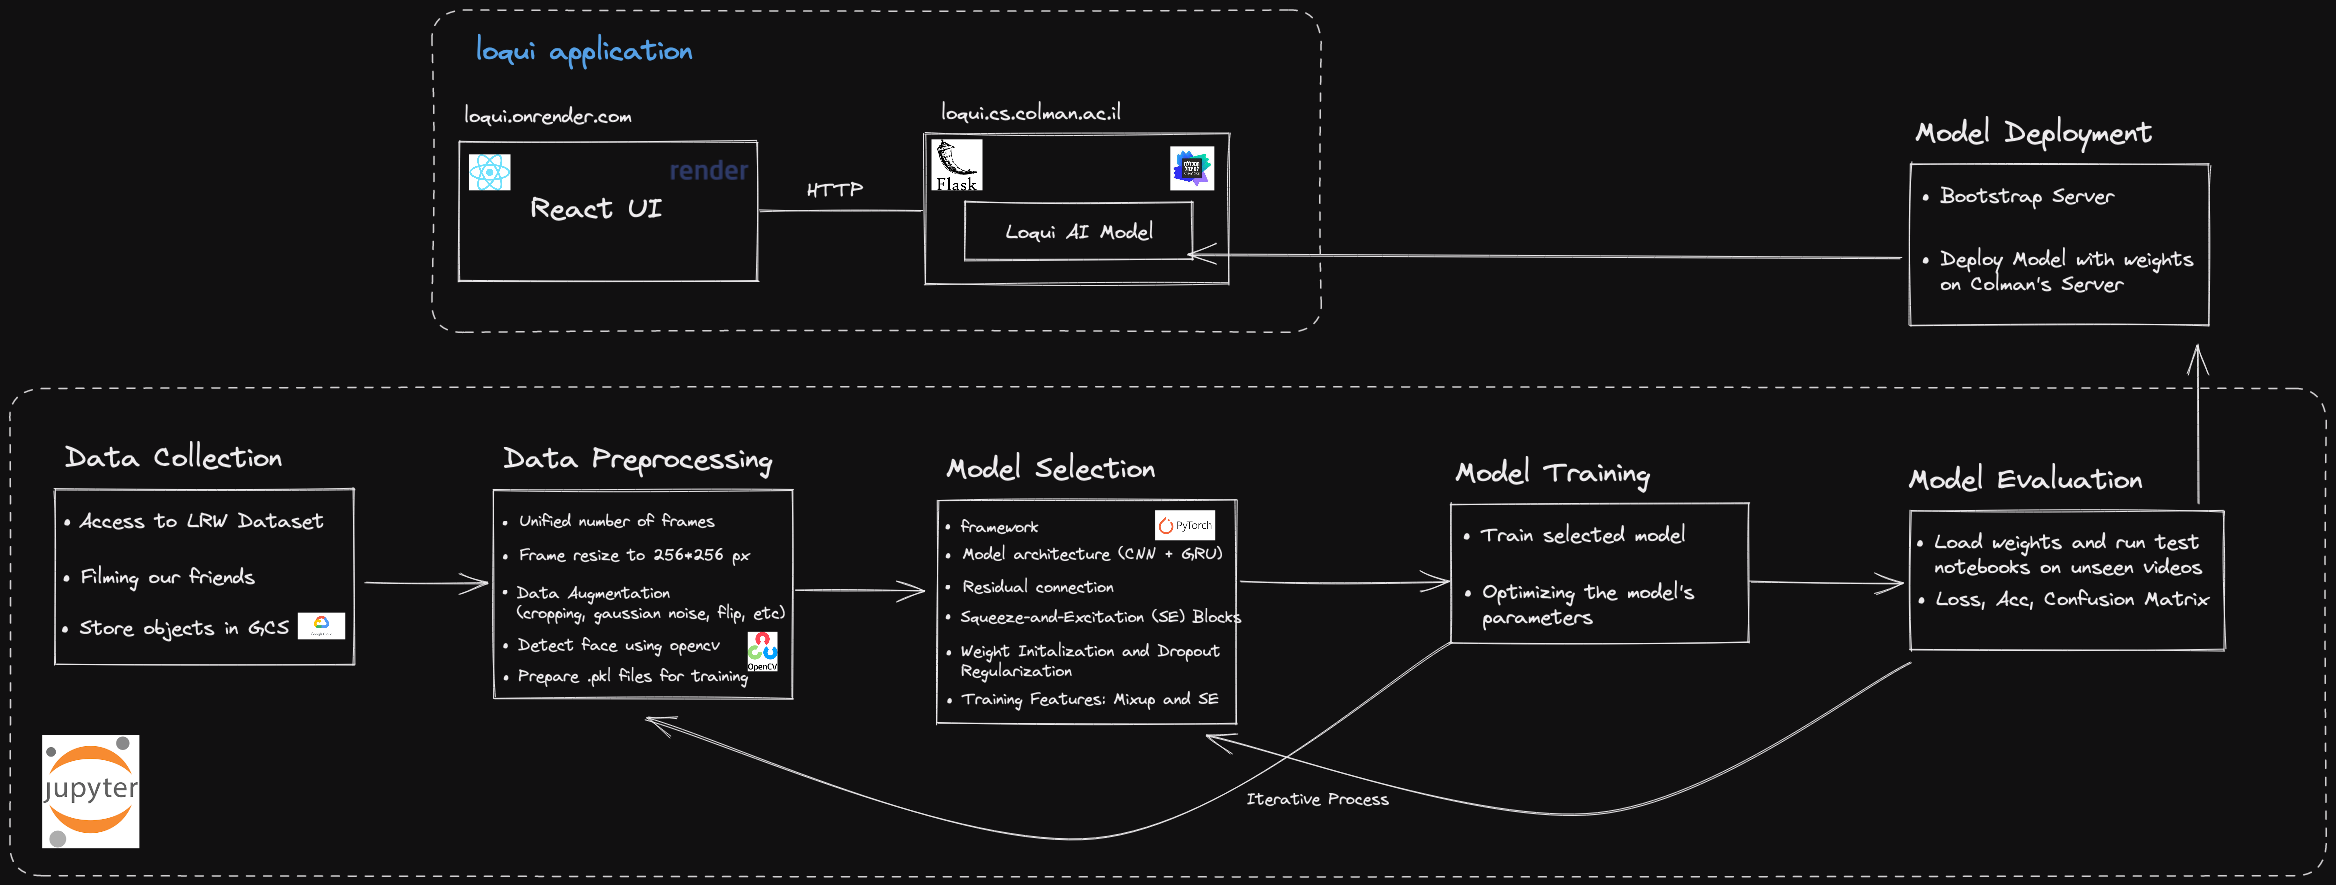 loqui application
loqui.onrender.com
render
React UI
HTTP
loqui.cs.colman.ac.il
Flask
Loqui AI Model
Model Deployment
• Bootstrap Server
• Deploy Model with weights
on Colman's Server
Data Collection
• Access to LRW Dataset
• Filming our friends
• Store objects in GCS
Data Preprocessing
• Unified number of frames
• Frame resize to 256*256 px
• Data Augmentation
(cropping, gaussian noise, flip, etc)
• Detect face using opencv
OpenCV
• Prepare .pkl files for training
Model Selection
• framework
PyTorch
• Model architecture (CNN + GRU)
• Residual connection
• Squeeze-and-Excitation (SE) Blocks
• Weight Initalization and Dropout
Regularization
• Training Features: Mixup and SE
Model Training
• Train selected model
• Optimizing the model's
parameters
Model Evaluation
• Load weights and run test
notebooks on unseen videos
• Loss, Acc, Confusion Matrix
Iterative Process
jupyter